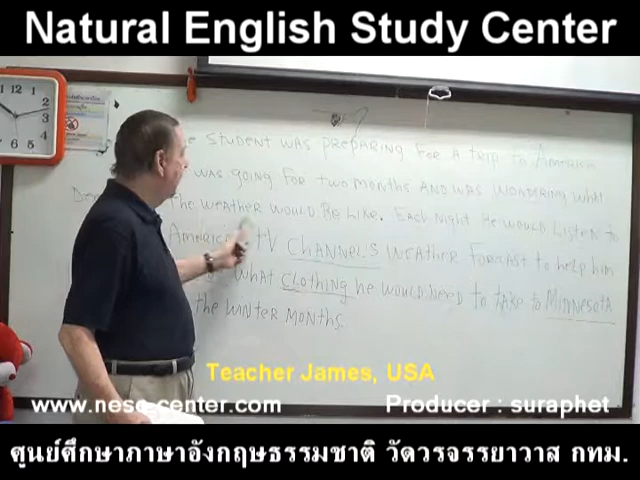 Natural English Study Center
12
STUDENT WAS PREPARING FOR A TRIP TO AMERICA
WAS GOING FOR TWO MONTHS AND WAS WONDERING WHAT
THE WEATHER WOULD BE LIKE. EACH NIGHT HE WOULD LISTEN TO
TV CHANNEL'S WEATHER TO HELP HIM
WHAT CLOTHING HE WOULD NEED TO TAKE TO MINNESOTA
THE WINTER MONTHS.
Teacher James, USA
www.nesc-center.com Producer : suraphet
ศูนย์ศึกษาภาษาอังกฤษธรรมชาติ วัดวรจรรยาวาส กทม.